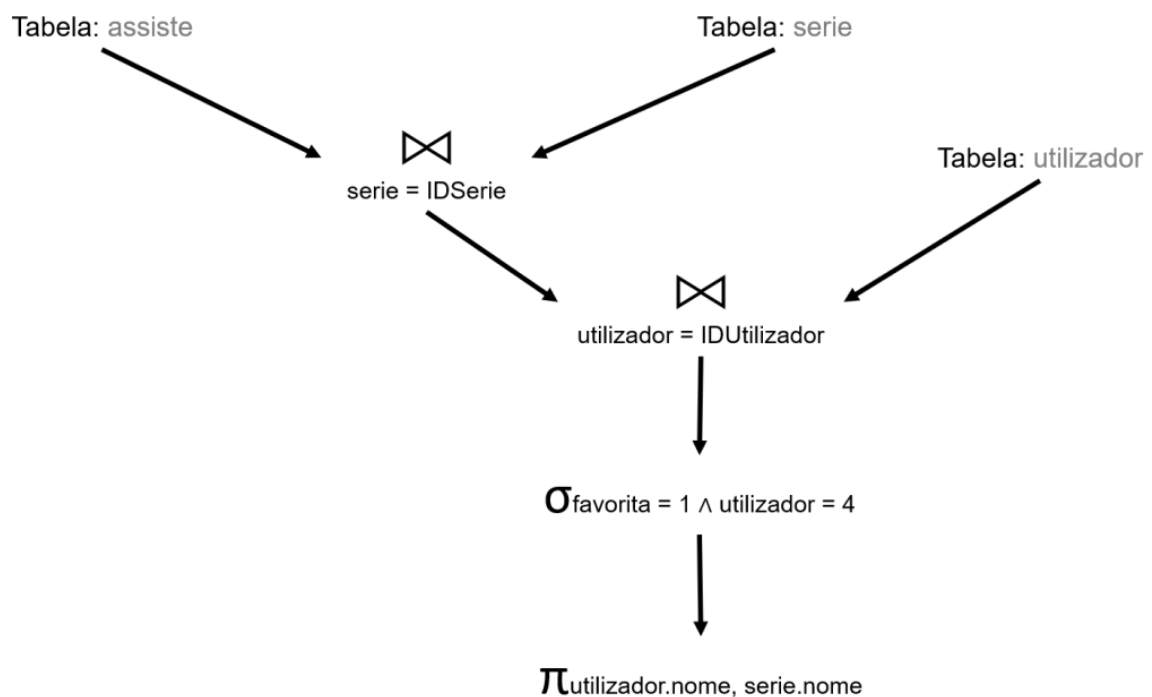 Tabela: assiste
Tabela: serie
⋈
serie = IDSerie
Tabela: utilizador
⋈
utilizador = IDUtilizador
σfavorita = 1 ∧ utilizador = 4
πutilizador.nome, serie.nome